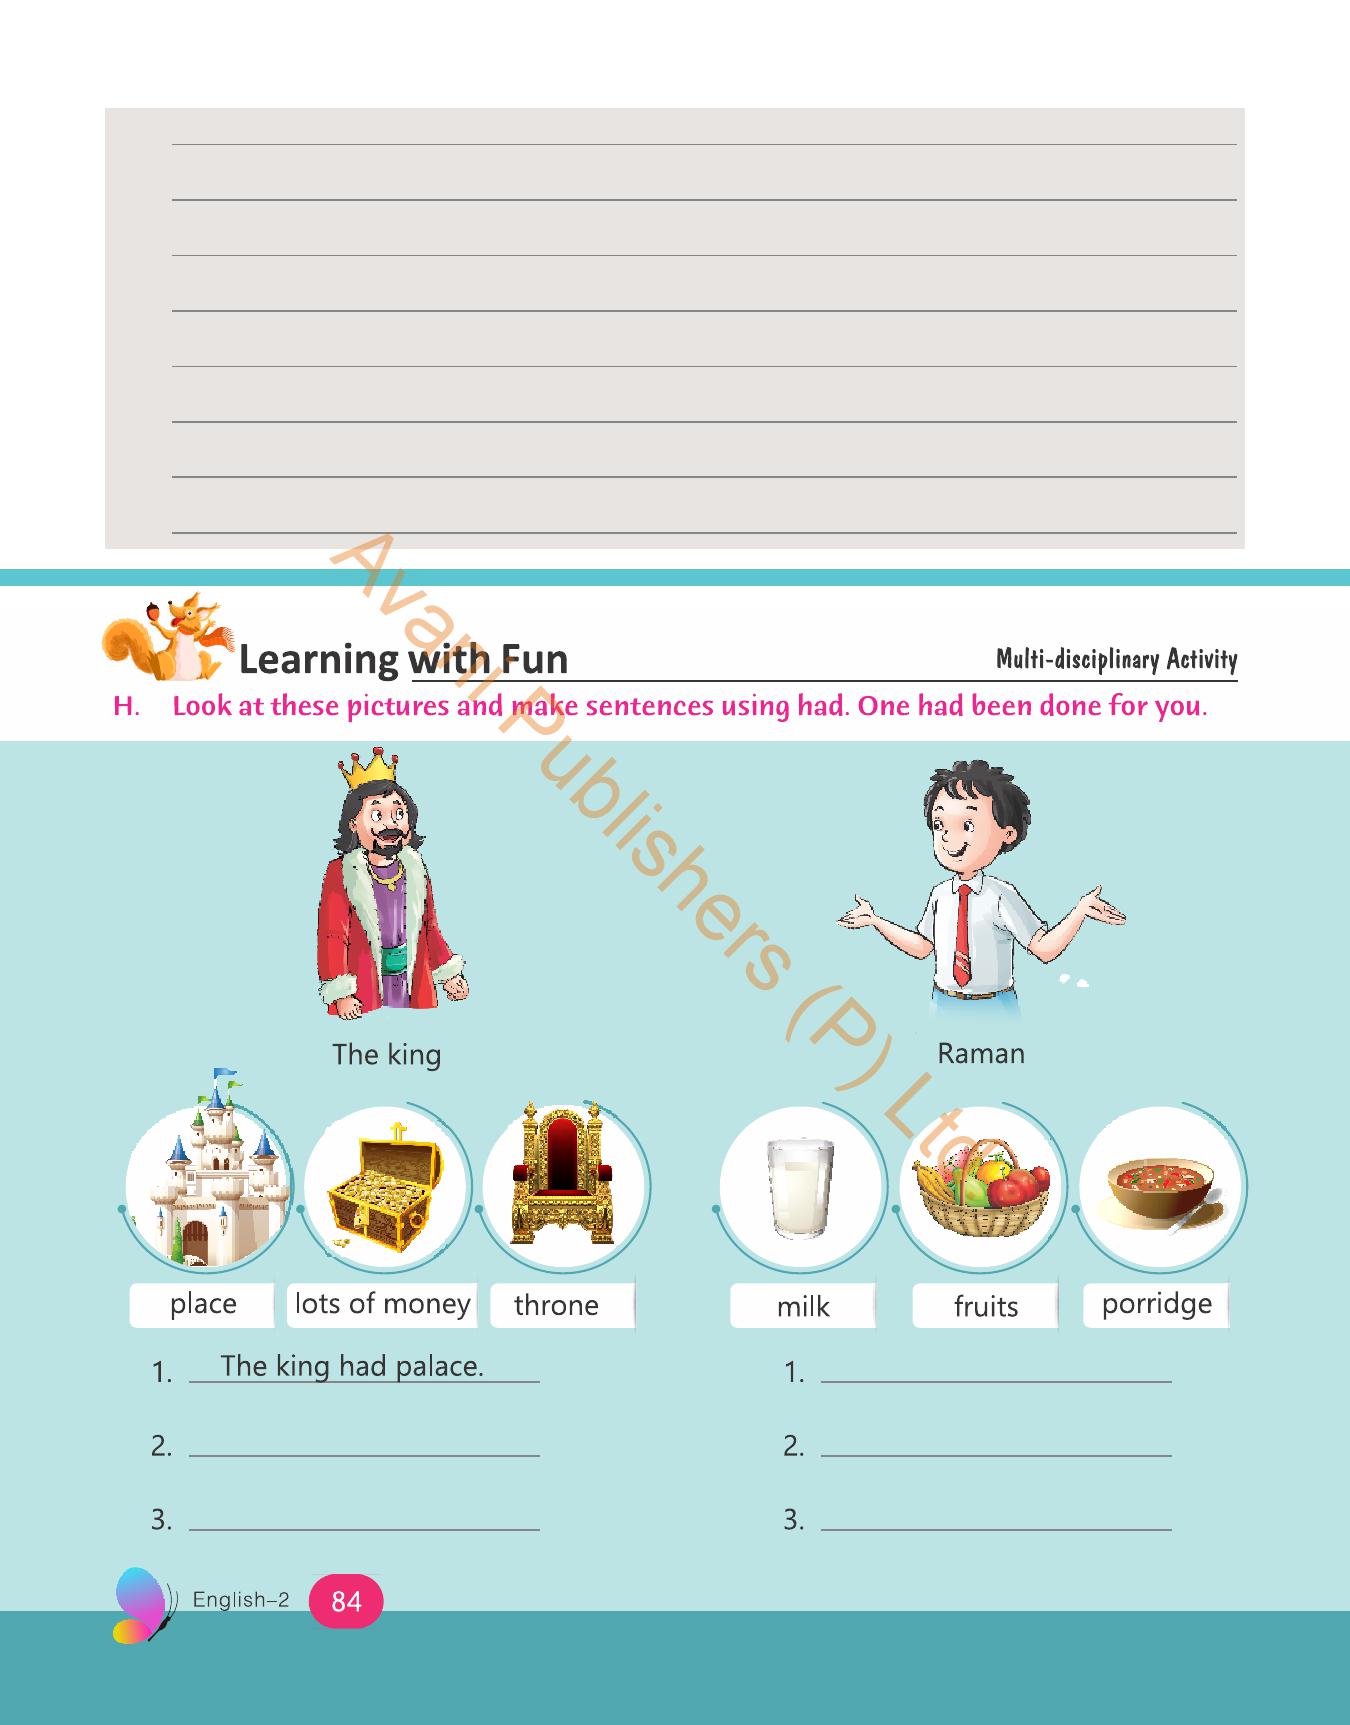 Learning with Fun
Multi-disciplinary Activity
H. Look at these pictures and make sentences using had. One had been done for you.
The king
Raman
place
lots of money
throne
milk
fruits
porridge
1. The king had palace.
2.
3.
1.
2.
3.
English–2
84
Avani Publishers (P) Ltd